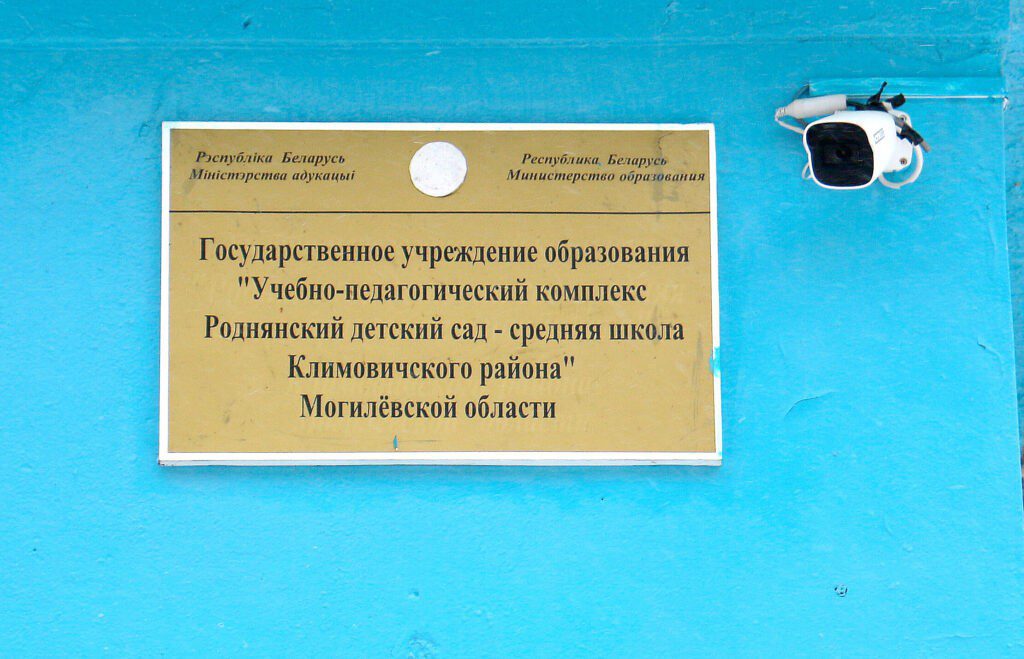 Рэспубліка Беларусь
Міністэрства адукацыі
Республика Беларусь
Министерство образования
Государственное учреждение образования
"Учебно-педагогический комплекс
Роднянский детский сад - средняя школа
Климовичского района"
Могилёвской области